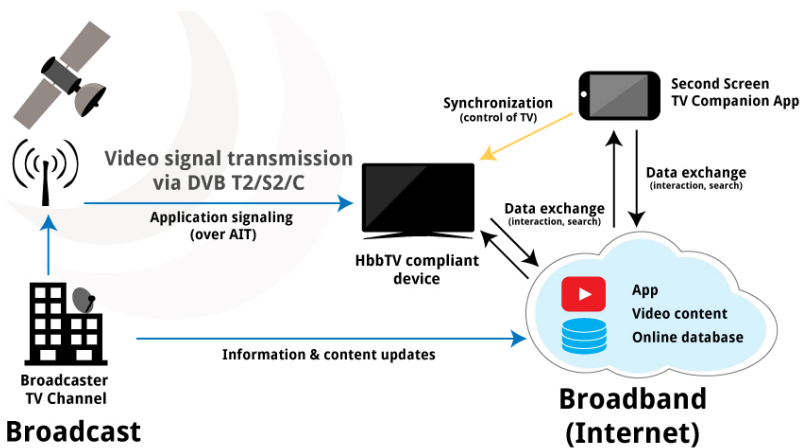 Second Screen
TV Companion App
Synchronization
(control of TV)
Video signal transmission
via DVB T2/S2/C
Data exchange
(interaction, search)
Application signaling
(over AIT)
Data exchange
(interaction, search)
HbbTV compliant
device
App
Video content
Online database
Information & content updates
Broadcaster
TV Channel
Broadcast
Broadband
(Internet)